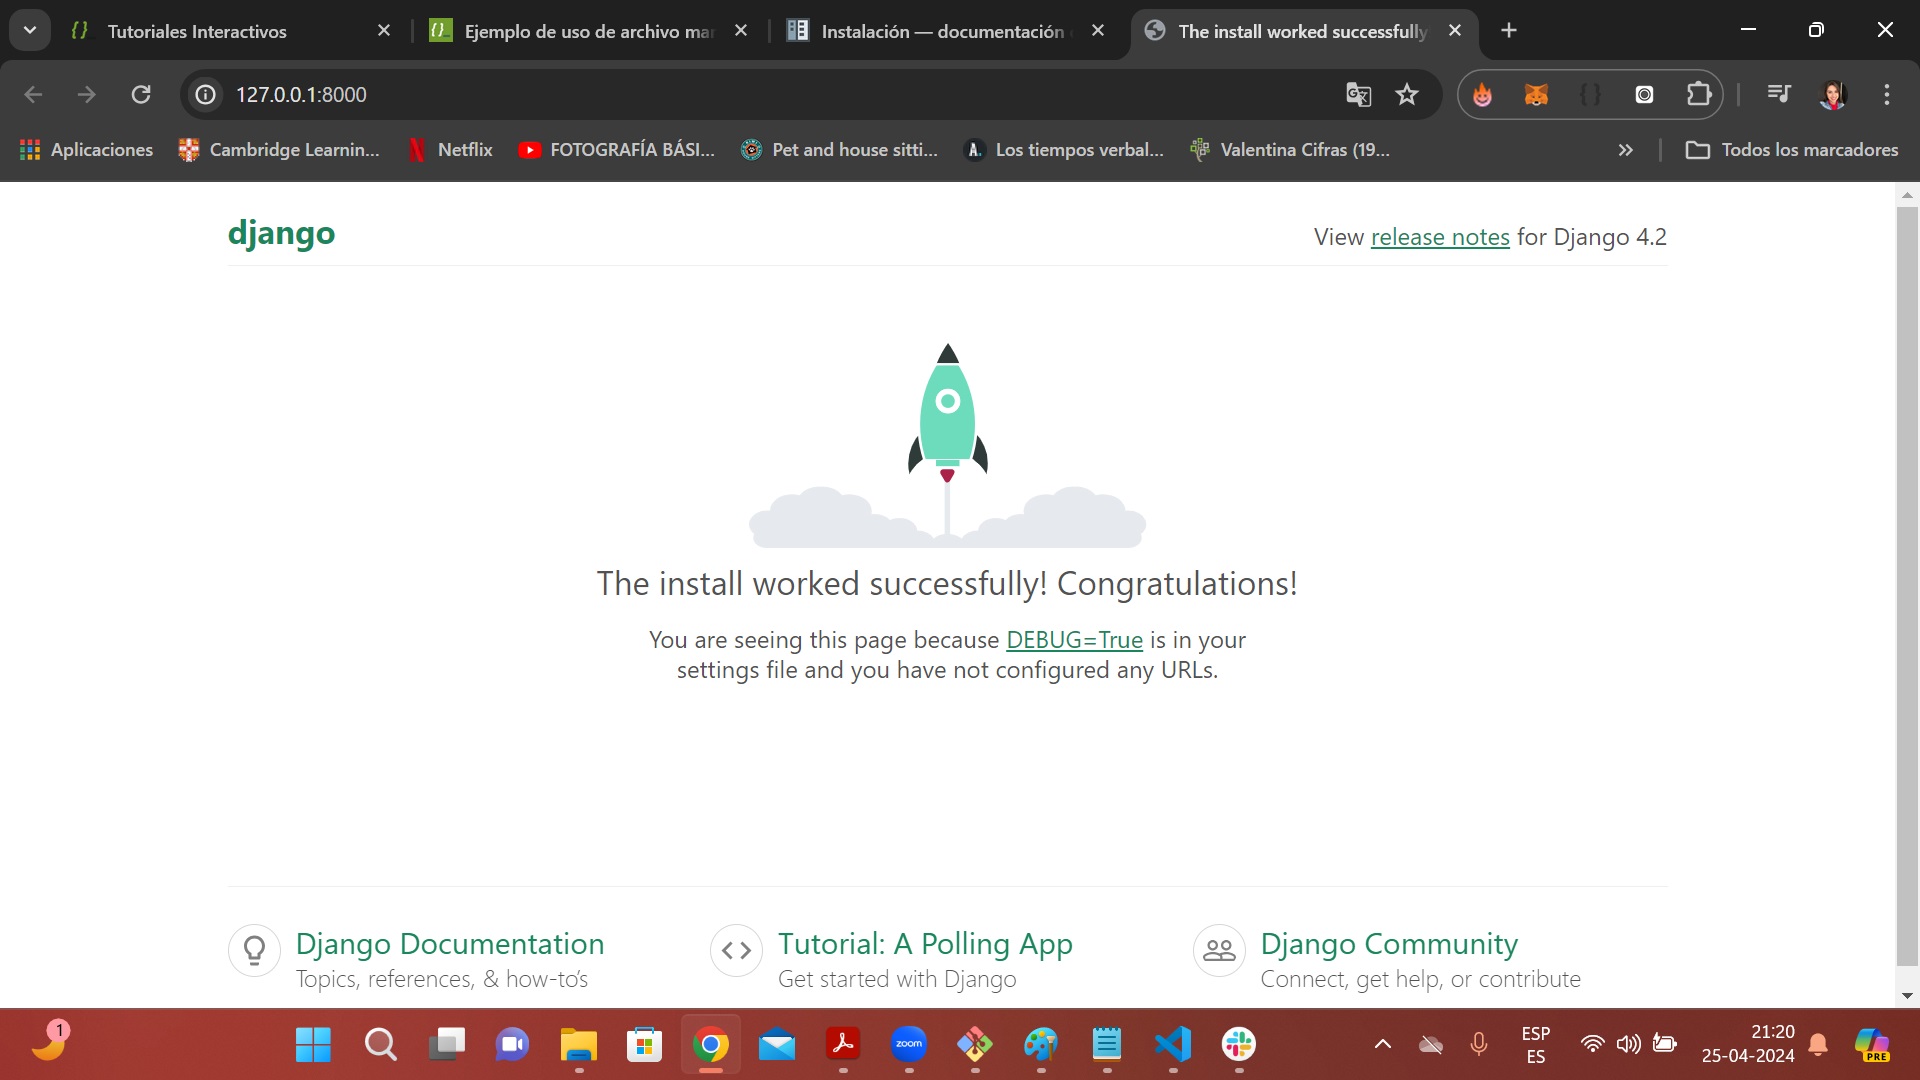 Tutoriales Interactivos
Ejemplo de uso de archivo mar
Instalación — documentación
The install worked successfully
127.0.0.1:8000
Aplicaciones
Cambridge Learnin...
Netflix
FOTOGRAFÍA BÁSI...
Pet and house sitti...
Los tiempos verbal...
Valentina Cifras (19...
Todos los marcadores
django
View release notes for Django 4.2
The install worked successfully! Congratulations!
You are seeing this page because DEBUG=True is in your
settings file and you have not configured any URLs.
Django Documentation
Topics, references, & how-to's
Tutorial: A Polling App
Get started with Django
Django Community
Connect, get help, or contribute
1
zoom
ESP
ES
21:20
25-04-2024
PRE